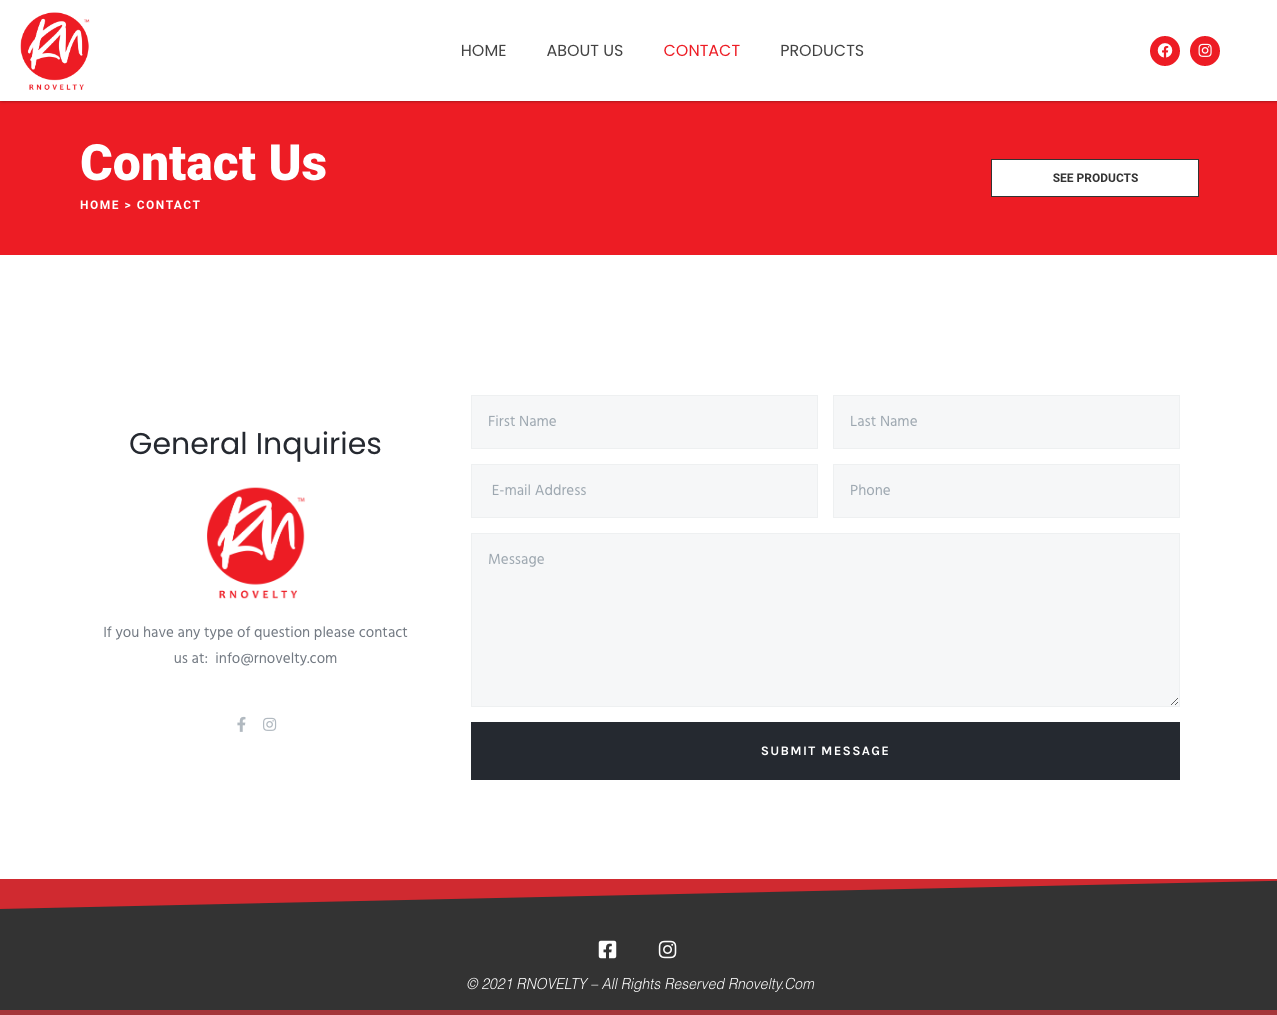 RN™
RNOVELTY
HOME ABOUT US CONTACT PRODUCTS
Contact Us
HOME > CONTACT
SEE PRODUCTS
General Inquiries
RN™
RNOVELTY
If you have any type of question please contact
us at: info@rnovelty.com
First Name Last Name
E-mail Address Phone
Message
SUBMIT MESSAGE
© 2021 RNOVELTY – All Rights Reserved Rnovelty.Com